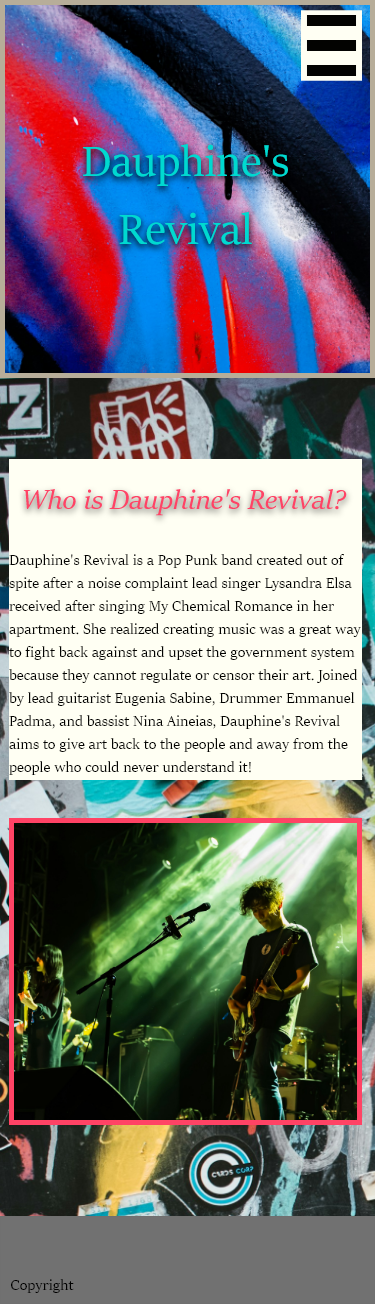 Dauphine's
Revival
Who is Dauphine's Revival?
Dauphine's Revival is a Pop Punk band created out of
spite after a noise complaint lead singer Lysandra Elsa
received after singing My Chemical Romance in her
apartment. She realized creating music was a great way
to fight back against and upset the government system
because they cannot regulate or censor their art. Joined
by lead guitarist Eugenia Sabine, Drummer Emmanuel
Padma, and bassist Nina Aineias, Dauphine's Revival
aims to give art back to the people and away from the
people who could never understand it!
Copyright